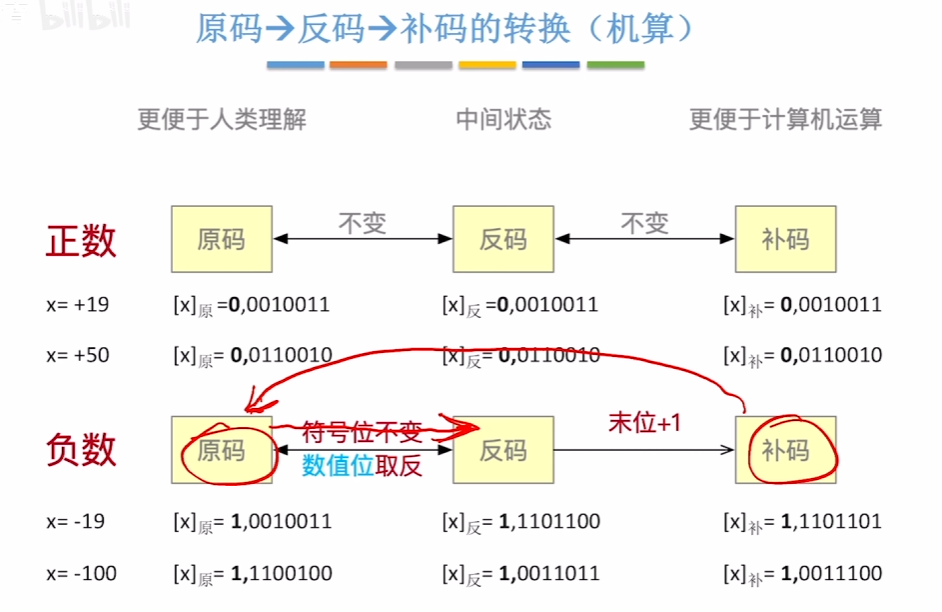 bilibili
原码→反码→补码的转换（机算）
更便于人类理解 中间状态 更便于计算机运算
正数 原码 不变 反码 不变 补码
x= +19 [x]原 =0,0010011 [x]反 =0,0010011 [x]补= 0,0010011
x= +50 [x]原= 0,0110010 [x]反= 0,0110010 [x]补= 0,0110010
负数 原码 符号位不变 反码 末位+1 补码
数值位取反
x= -19 [x]原= 1,0010011 [x]反= 1,1101100 [x]补= 1,1101101
x= -100 [x]原= 1,1100100 [x]反= 1,0011011 [x]补= 1,0011100